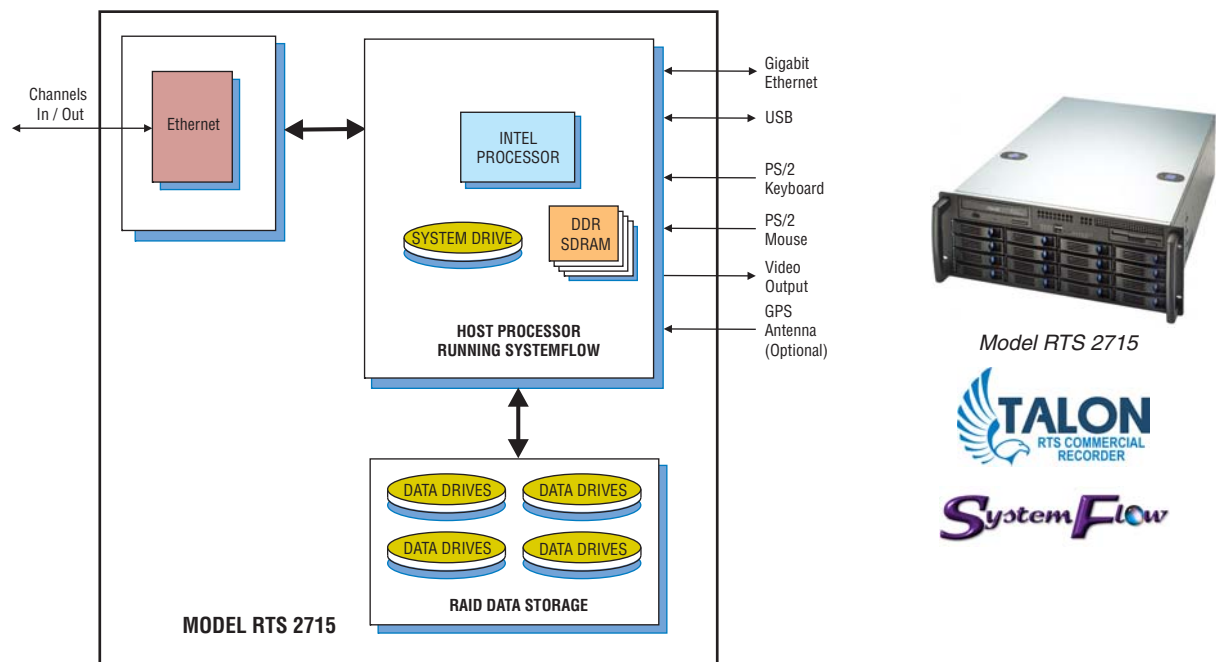 Channels
In / Out
Ethernet
INTEL
PROCESSOR
SYSTEM DRIVE
DDR
SDRAM
HOST PROCESSOR
RUNNING SYSTEMFLOW
Gigabit
Ethernet
USB
PS/2
Keyboard
PS/2
Mouse
Video
Output
GPS
Antenna
(Optional)
DATA DRIVES
DATA DRIVES
DATA DRIVES
DATA DRIVES
RAID DATA STORAGE
MODEL RTS 2715
Model RTS 2715
TALON
RTS COMMERCIAL
RECORDER
SystemFlow